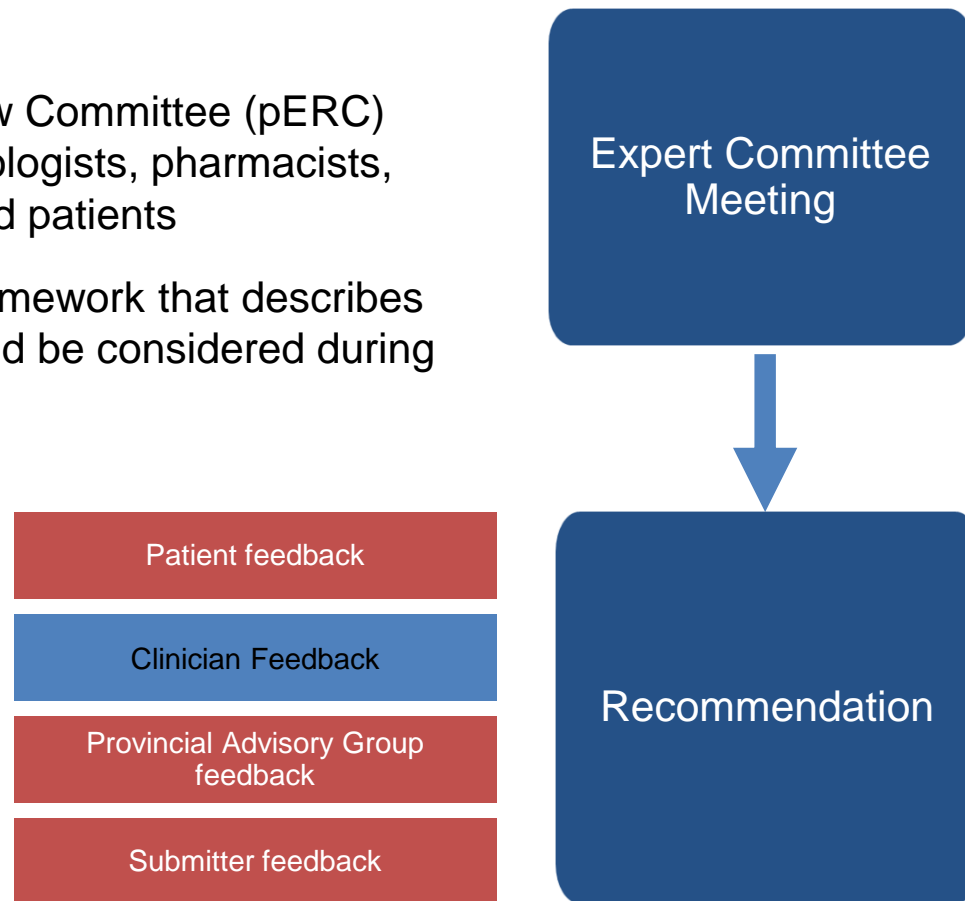 w Committee (pERC)
ologists, pharmacists,
d patients
mework that describes
d be considered during
Expert Committee
Meeting
Patient feedback
Clinician Feedback
Provincial Advisory Group
feedback
Submitter feedback
Recommendation